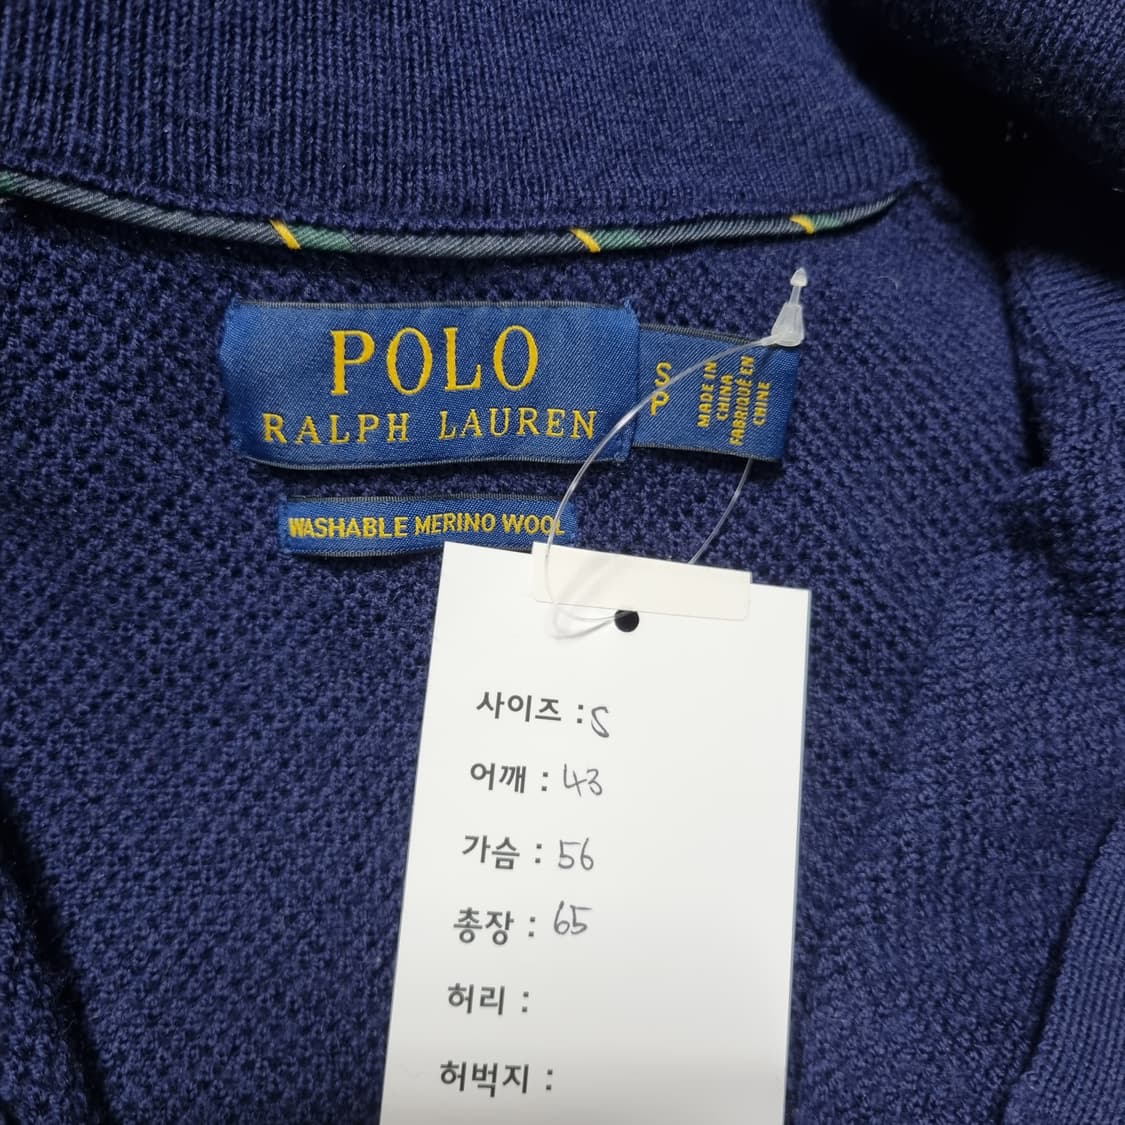 POLO
RALPH LAUREN
S
P
MADE IN
CHINA
FABRIQUÉ EN
CHINE
WASHABLE MERINO WOOL
사이즈 : S
어깨 : 43
가슴 : 56
총장 : 65
허리 :
허벅지 :